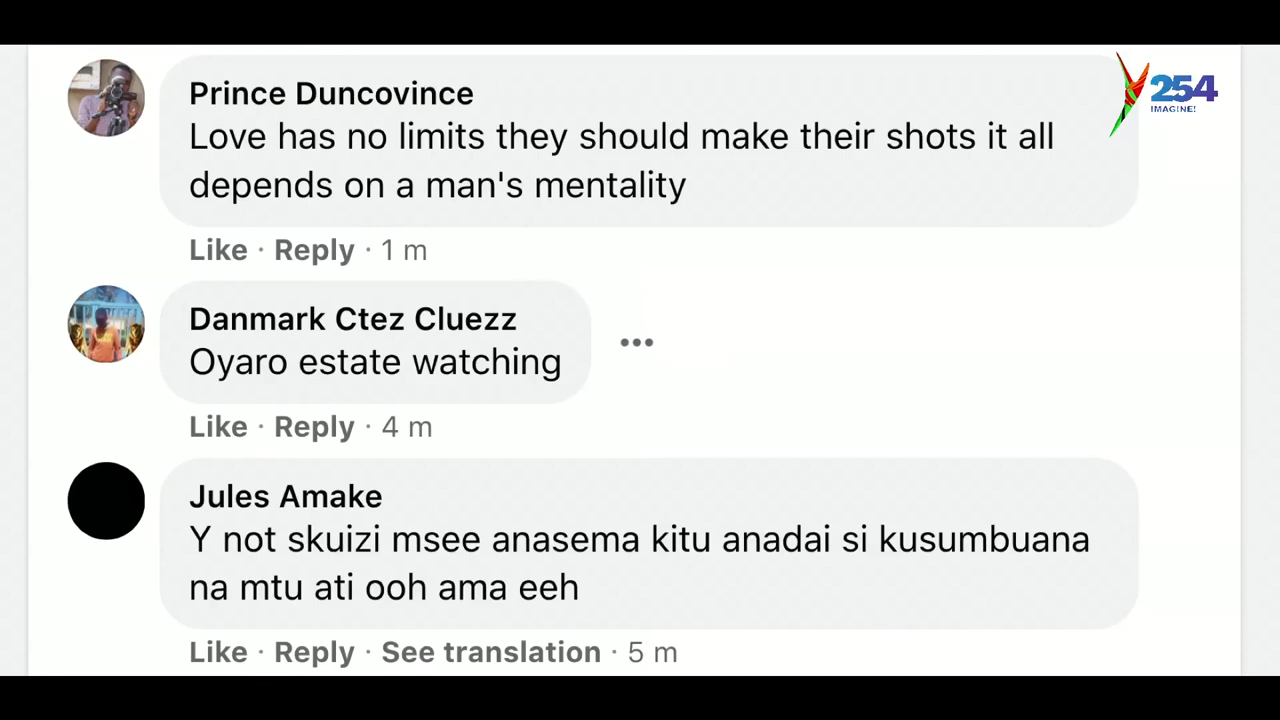 Prince Duncovince
Love has no limits they should make their shots it all
depends on a man's mentality
Like · Reply · 1 m
Danmark Ctez Cluezz
Oyaro estate watching
Like · Reply · 4 m
Jules Amake
Y not skuizi msee anasema kitu anadai si kusumbuana
na mtu ati ooh ama eeh
Like · Reply · See translation · 5 m
Y254
IMAGINE!